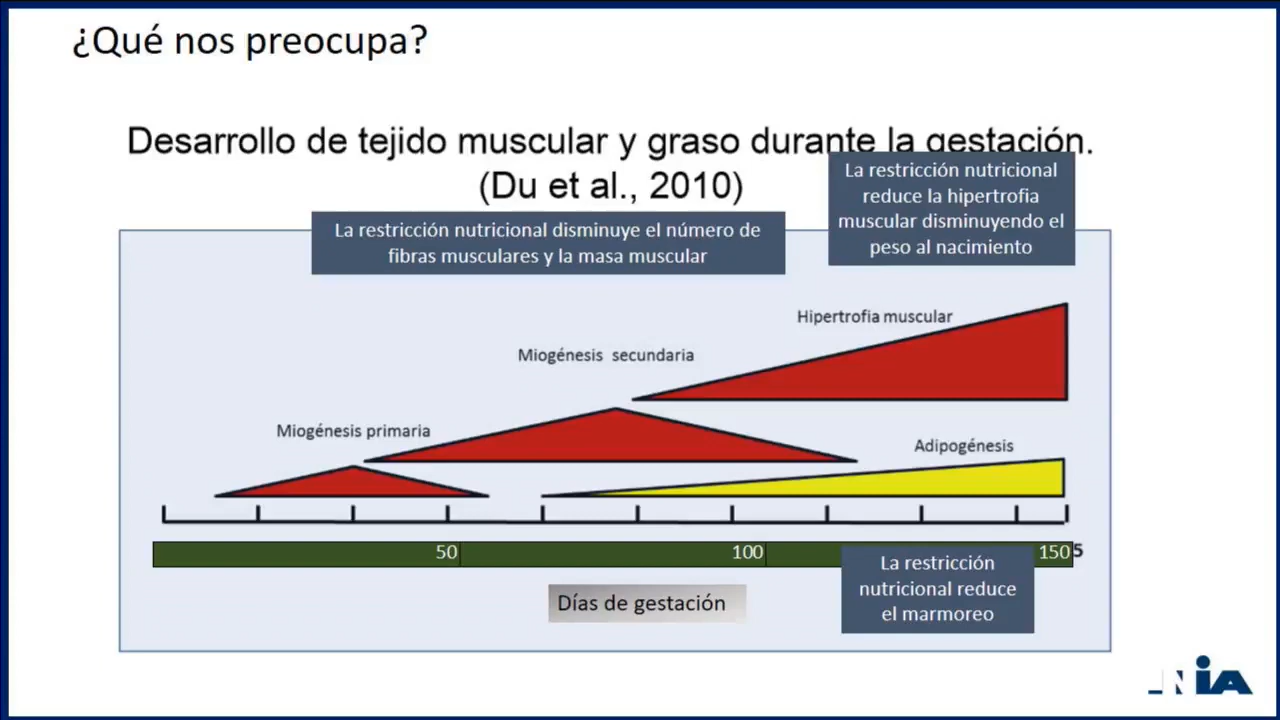 ¿Qué nos preocupa?
Desarrollo de tejido muscular y graso durante la gestación.
(Du et al., 2010)
La restricción nutricional
reduce la hipertrofia
muscular disminuyendo el
peso al nacimiento
La restricción nutricional disminuye el número de
fibras musculares y la masa muscular
Hipertrofia muscular
Miogénesis secundaria
Miogénesis primaria
Adipogénesis
50 100 150 5
La restricción
nutricional reduce
el marmoreo
Días de gestación
INIA